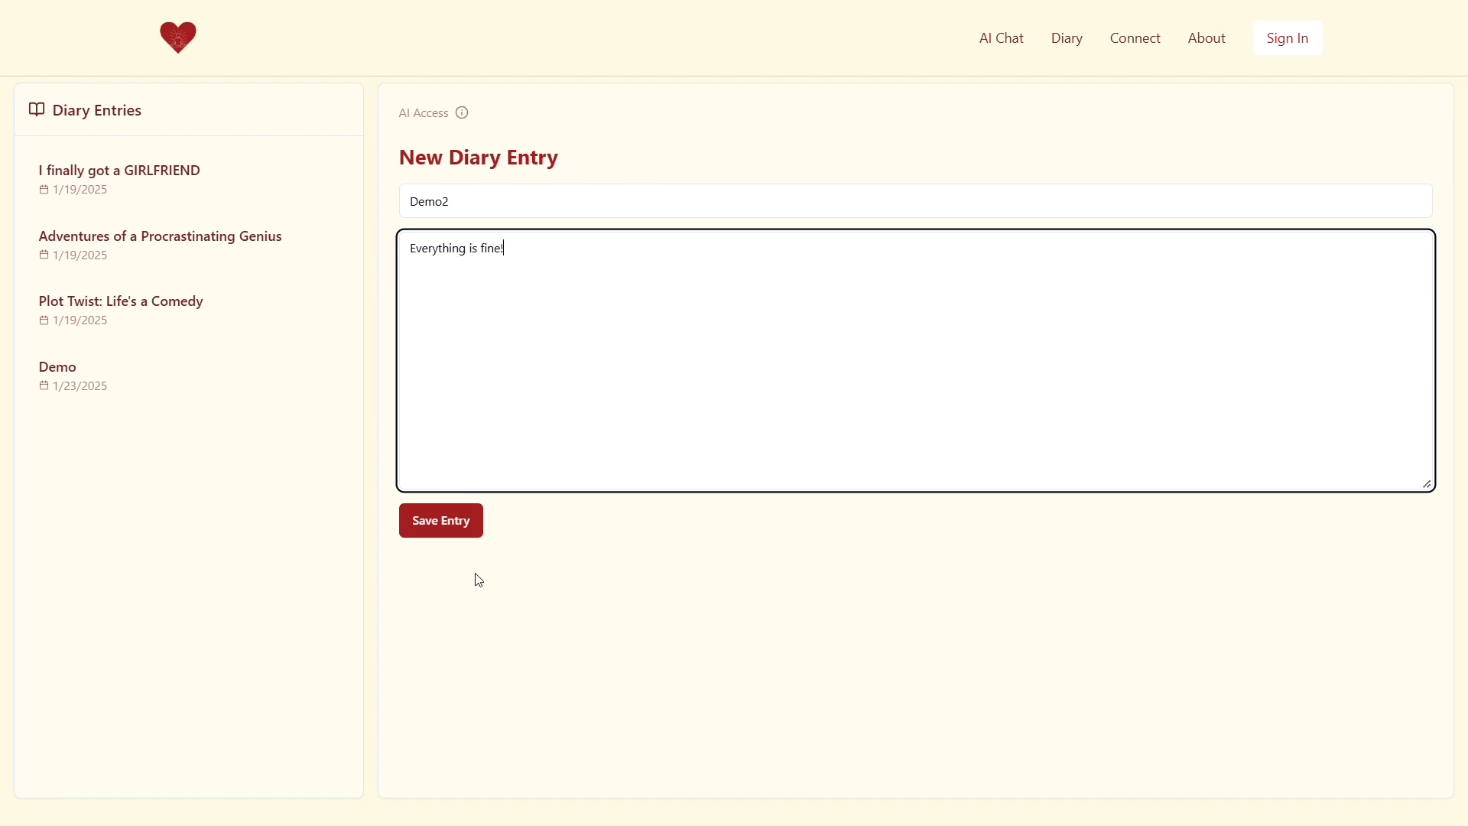 AI Chat
Diary
Connect
About
Sign In
Diary Entries
I finally got a GIRLFRIEND
1/19/2025
Adventures of a Procrastinating Genius
1/19/2025
Plot Twist: Life's a Comedy
1/19/2025
Demo
1/23/2025
AI Access
New Diary Entry
Demo2
Everything is fine!
Save Entry